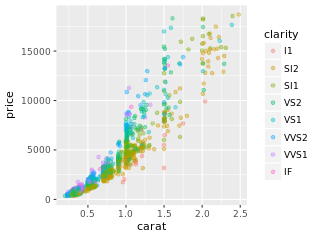 clarity
I1
SI2
SI1
VS2
VS1
VVS2
VVS1
IF
price
15000
10000
5000
0
0.5
1.0
1.5
2.0
2.5
carat